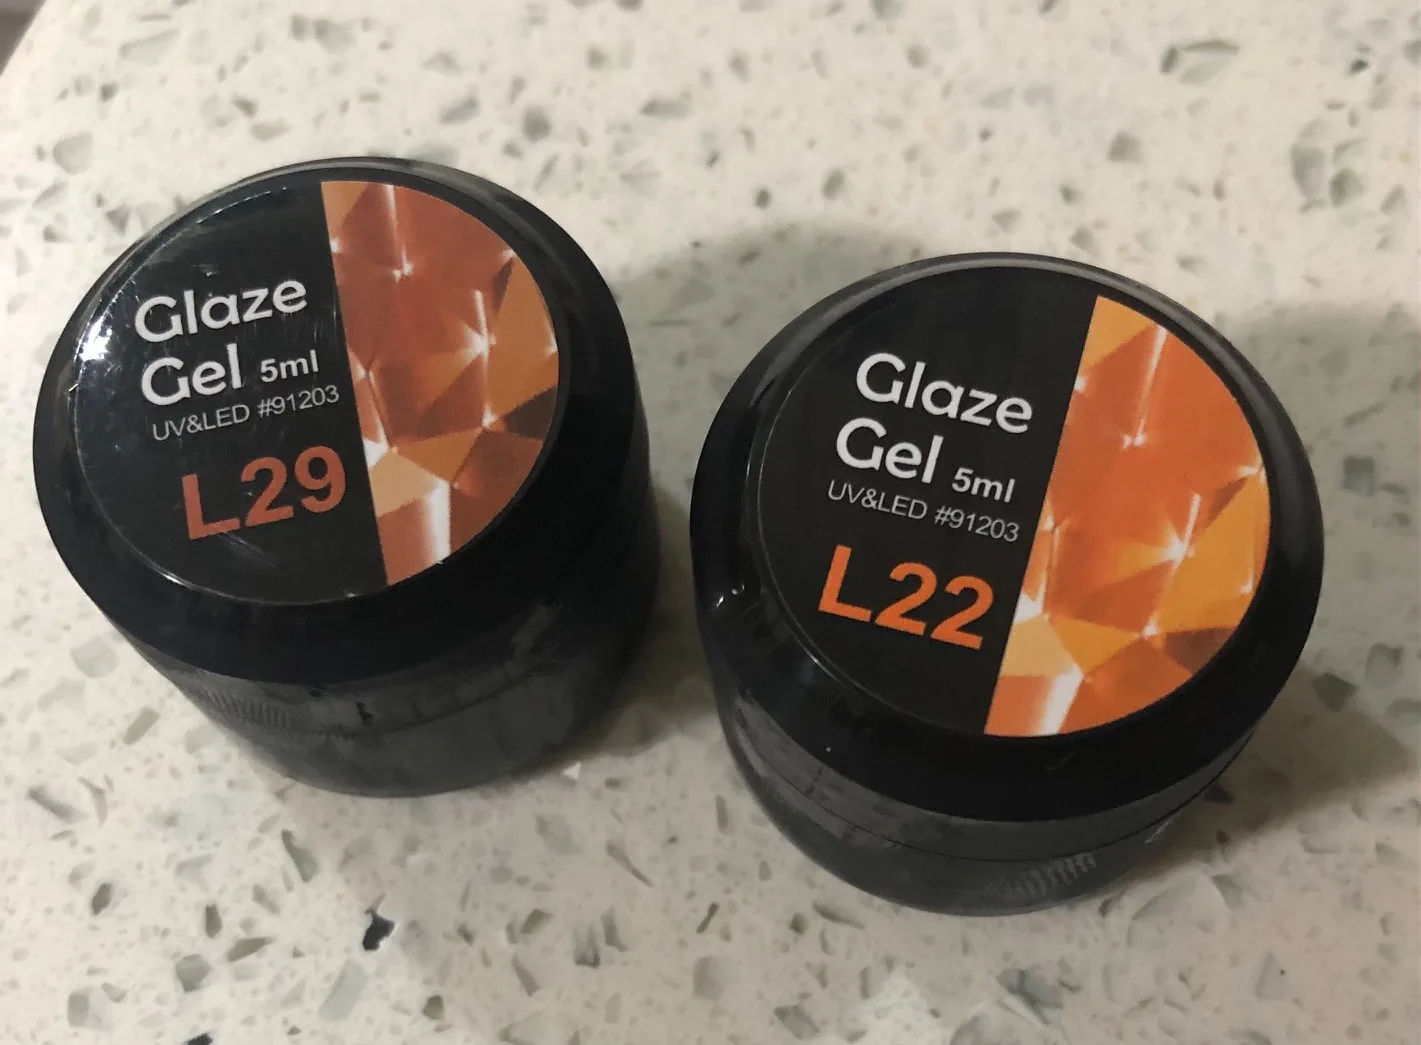 Glaze
Gel 5ml
UV&LED #91203
L29
Glaze
Gel 5ml
UV&LED #91203
L22